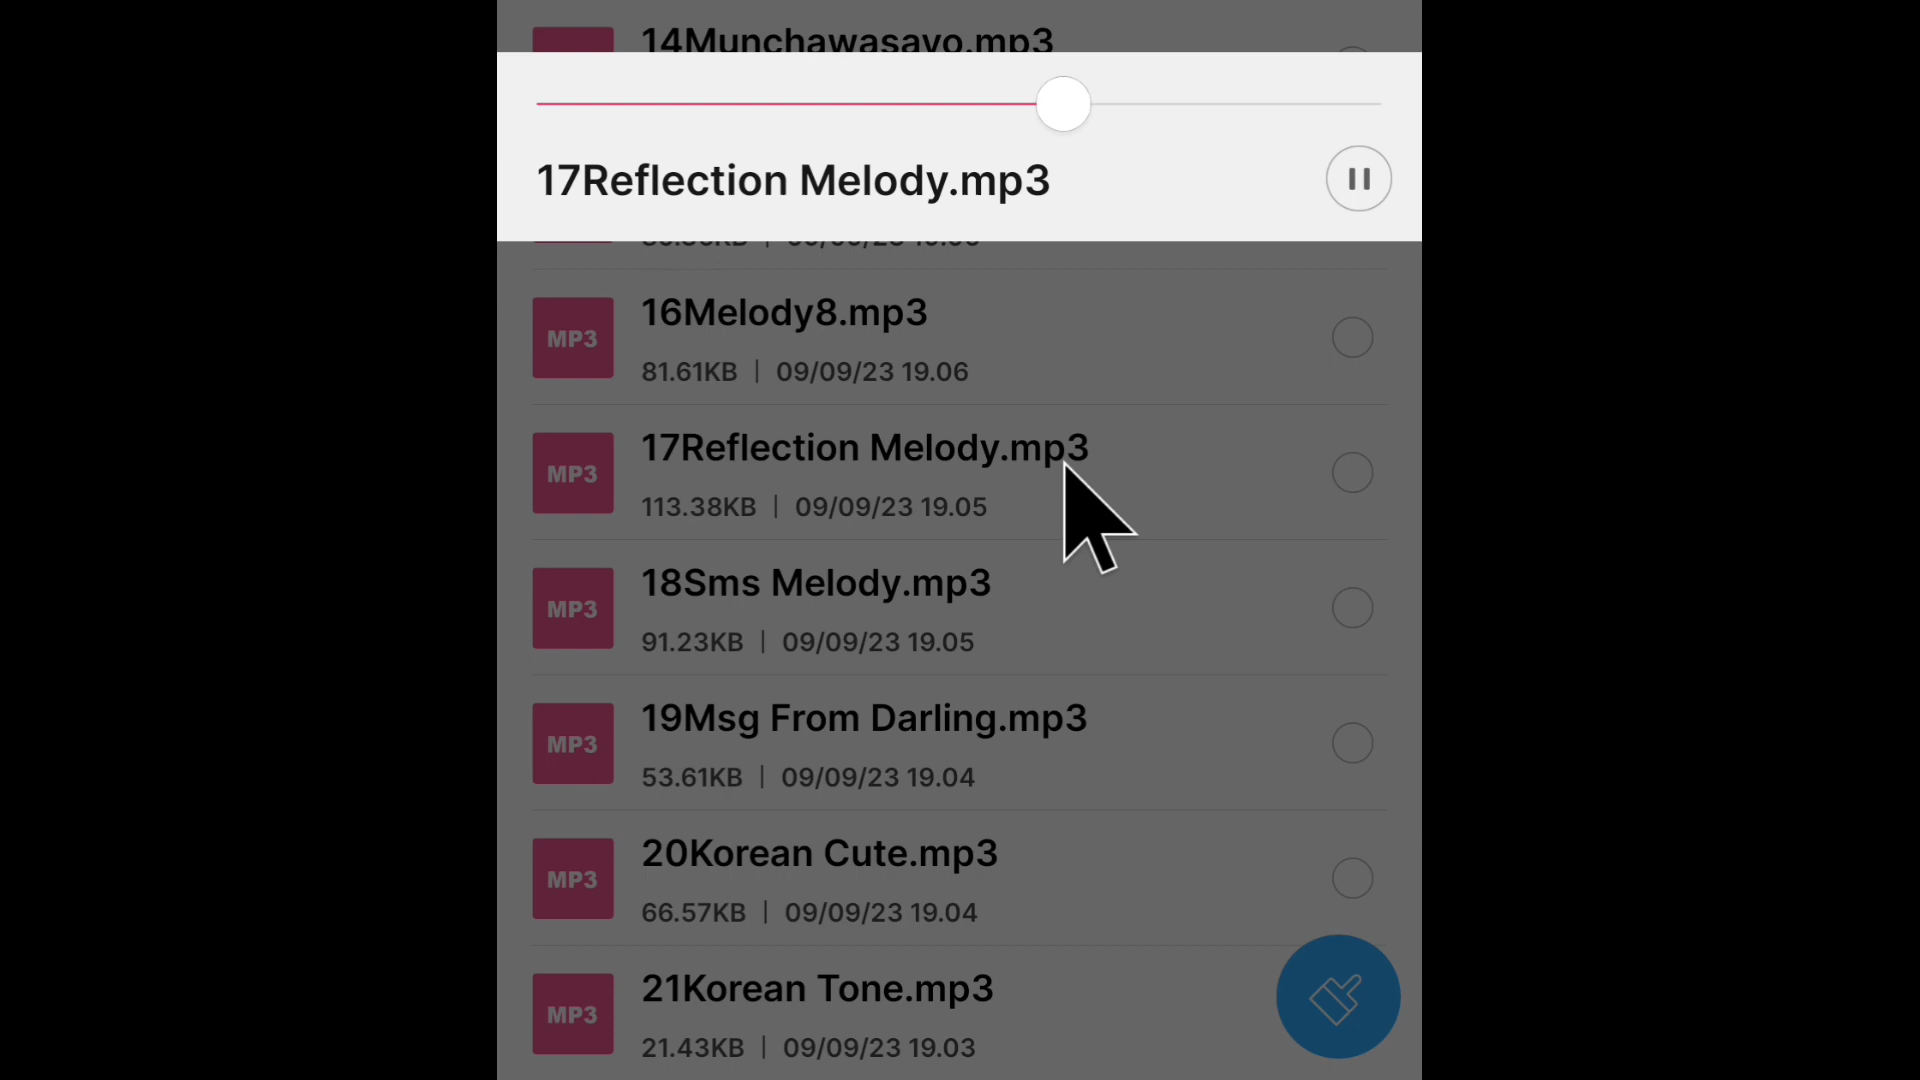 14Munchawasavo.mp3
17Reflection Melody.mp3
MP3
16Melody8.mp3
81.61KB | 09/09/23 19.06
MP3
17Reflection Melody.mp3
113.38KB | 09/09/23 19.05
MP3
18Sms Melody.mp3
91.23KB | 09/09/23 19.05
MP3
19Msg From Darling.mp3
53.61KB | 09/09/23 19.04
MP3
20Korean Cute.mp3
66.57KB | 09/09/23 19.04
MP3
21Korean Tone.mp3
21.43KB | 09/09/23 19.03